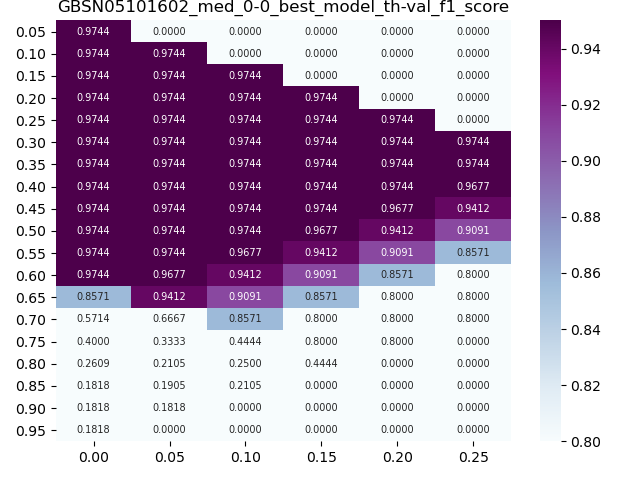 GBSN05101602_med_0-0_best_model_th-val_f1_score
0.05 0.9744 0.0000 0.0000 0.0000 0.0000 0.0000
0.10 0.9744 0.9744 0.0000 0.0000 0.0000 0.0000
0.15 0.9744 0.9744 0.9744 0.0000 0.0000 0.0000
0.20 0.9744 0.9744 0.9744 0.9744 0.0000 0.0000
0.25 0.9744 0.9744 0.9744 0.9744 0.9744 0.0000
0.30 0.9744 0.9744 0.9744 0.9744 0.9744 0.9744
0.35 0.9744 0.9744 0.9744 0.9744 0.9744 0.9744
0.40 0.9744 0.9744 0.9744 0.9744 0.9744 0.9677
0.45 0.9744 0.9744 0.9744 0.9744 0.9677 0.9412
0.50 0.9744 0.9744 0.9744 0.9677 0.9412 0.9091
0.55 0.9744 0.9744 0.9677 0.9412 0.9091 0.8571
0.60 0.9744 0.9677 0.9412 0.9091 0.8571 0.8000
0.65 0.8571 0.9412 0.9091 0.8571 0.8000 0.8000
0.70 0.5714 0.6667 0.8571 0.8000 0.8000 0.0000
0.75 0.4000 0.3333 0.4444 0.8000 0.8000 0.0000
0.80 0.2609 0.2105 0.2500 0.4444 0.0000 0.0000
0.85 0.1818 0.1905 0.2105 0.0000 0.0000 0.0000
0.90 0.1818 0.1818 0.0000 0.0000 0.0000 0.0000
0.95 0.1818 0.0000 0.0000 0.0000 0.0000 0.0000
0.00 0.05 0.10 0.15 0.20 0.25
0.94
0.92
0.90
0.88
0.86
0.84
0.82
0.80